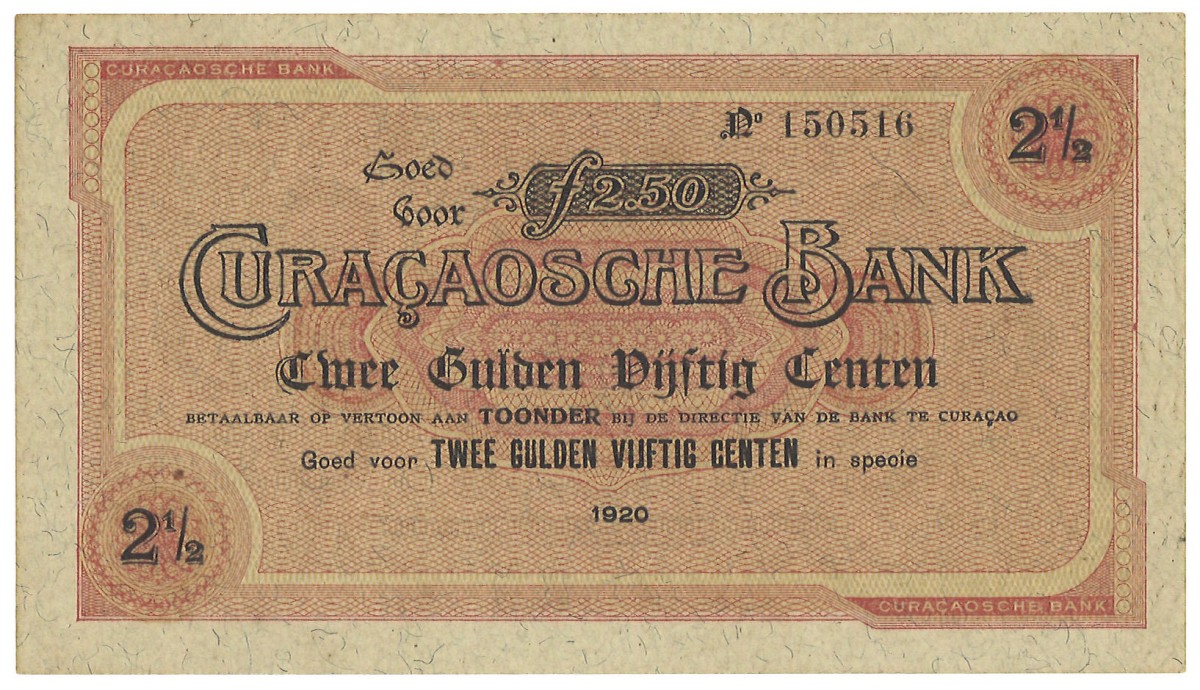 CURAÇAOSCHE BANK
Nº 150516
2½
Goed
Voor
ƒ 2.50
CURAÇAOSCHE BANK
Twee Gulden Vijftig Centen
BETAALBAAR OP VERTOON AAN TOONDER BIJ DE DIRECTIE VAN DE BANK TE CURAÇAO
Goed voor TWEE GULDEN VIJFTIG CENTEN in specie
1920
2½
CURAÇAOSCHE BANK